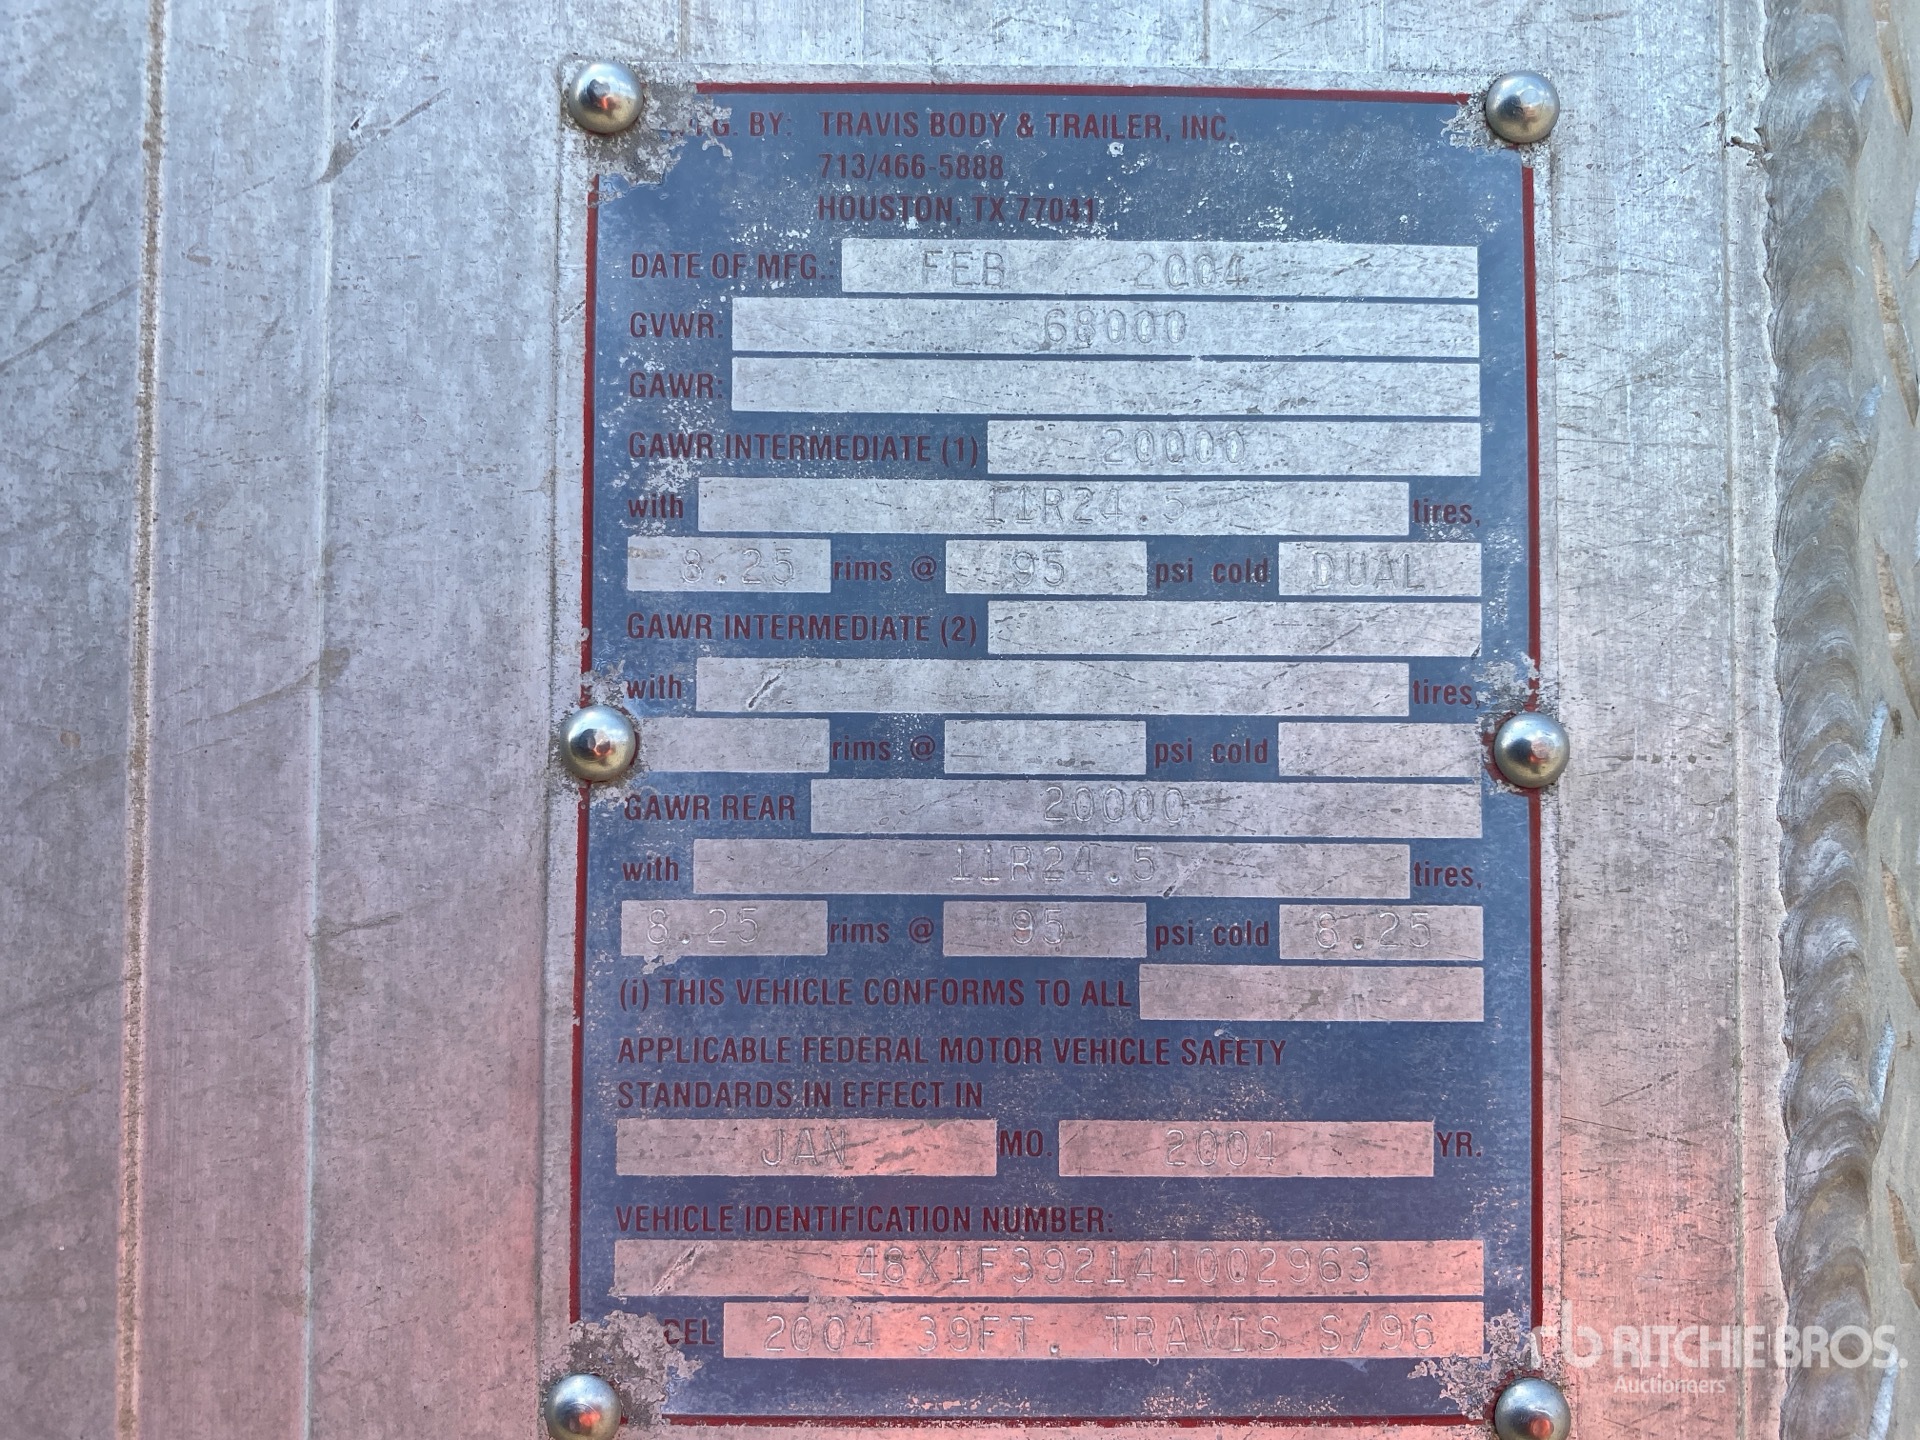 G. BY: TRAVIS BODY & TRAILER, INC.
713/466-5888
HOUSTON, TX 77041
DATE OF MFG.: FEB 2004
GVWR: 68000
GAWR:
GAWR INTERMEDIATE (1) 20000
with 11R24.5 tires,
8.25 rims @ 95 psi cold DUAL
GAWR INTERMEDIATE (2)
with tires,
rims @ psi cold
GAWR REAR 20000
with 11R24.5 tires,
8.25 rims @ 95 psi cold 8.25
(i) THIS VEHICLE CONFORMS TO ALL
APPLICABLE FEDERAL MOTOR VEHICLE SAFETY
STANDARDS IN EFFECT IN
JAN MO. 2004 YR.
VEHICLE IDENTIFICATION NUMBER:
48X1F392141002963
DEL 2004 39FT. TRAVIS S/96
rb RITCHIE BROS.
Auctioneers